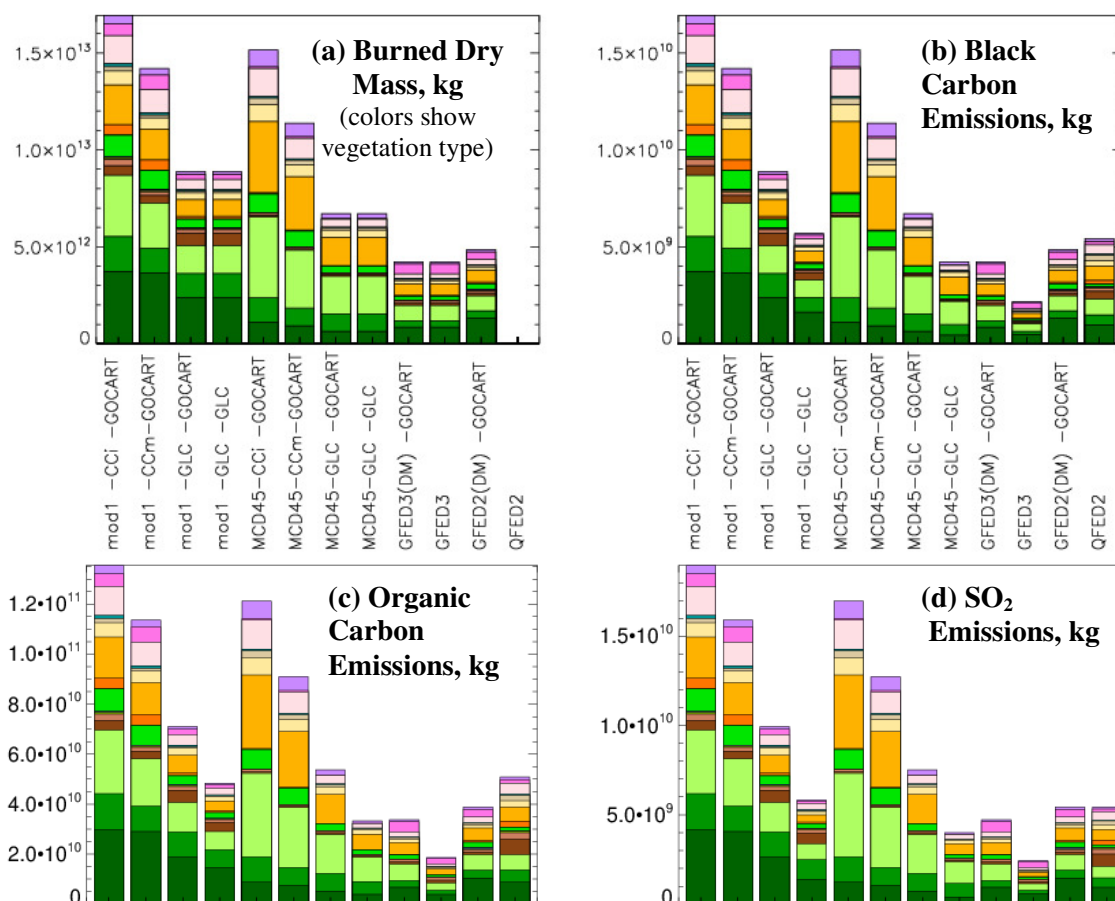 (a) Burned Dry
Mass, kg
(colors show
vegetation type)
1.5×10¹³
1.0×10¹³
5.0×10¹²
0
(b) Black
Carbon
Emissions, kg
1.5×10¹⁰
1.0×10¹⁰
5.0×10⁹
0
mod1 -CCi -GOCART
mod1 -CCm-GOCART
mod1 -GLC -GOCART
mod1 -GLC -GLC
MCD45-CCi -GOCART
MCD45-CCm-GOCART
MCD45-GLC -GOCART
MCD45-GLC -GLC
GFED3(DM) -GOCART
GFED3
GFED2(DM) -GOCART
QFED2
mod1 -CCi -GOCART
mod1 -CCm-GOCART
mod1 -GLC -GOCART
mod1 -GLC -GLC
MCD45-CCi -GOCART
MCD45-CCm-GOCART
MCD45-GLC -GOCART
MCD45-GLC -GLC
GFED3(DM) -GOCART
GFED3
GFED2(DM) -GOCART
QFED2
(c) Organic
Carbon
Emissions, kg
1.2•10¹¹
1.0•10¹¹
8.0•10¹⁰
6.0•10¹⁰
4.0•10¹⁰
2.0•10¹⁰
0
(d) SO₂
Emissions, kg
1.5•10¹⁰
1.0•10¹⁰
5.0•10⁹
0